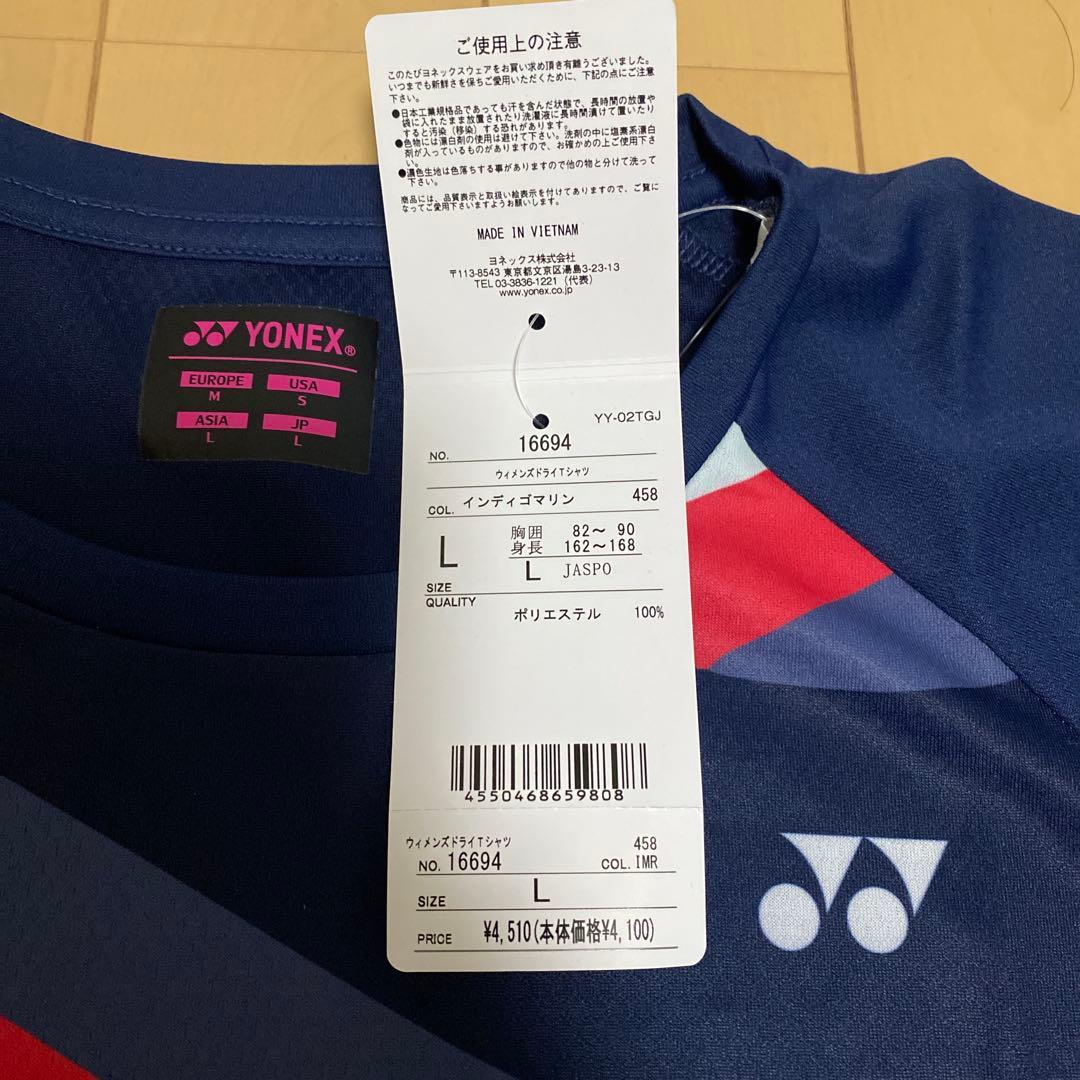 ご使用上の注意
このたびヨネックスウェアをお買い求め頂き有難うございました。
いつまでも新鮮さを保ちご愛用いただくために、下記の点にご注意
下さい。
●日本工業規格品であっても汗を含んだ状態で、長時間の放置や
袋に入れたまま放置されたり洗濯液に長時間漬けて置いたり
すると汚染（移染）する恐れがあります。
●色物には漂白剤の使用は避けて下さい。洗剤の中に塩素系漂白
剤が入っているものがありますので、お確かめの上ご使用下さ
い。
●濃色生地は色落ちする事がありますので他の物と分けて洗って
下さい。
商品には、品質表示と取扱い絵表示を付けてありますので、ご覧に
なってご愛用下さいますようお願いします。
MADE IN VIETNAM
ヨネックス株式会社
〒113-8543 東京都文京区湯島3-23-13
TEL 03-3836-1221（代表）
www.yonex.co.jp
YONEX®
EUROPE USA
M S
ASIA JP
L L
YY-02TGJ
NO. 16694
ウィメンズドライTシャツ
COL. インディゴマリン 458
胸囲 82～ 90
身長 162～168
L
L JASPO
SIZE
QUALITY
ポリエステル 100%
4550468659808
ウィメンズドライTシャツ 458
NO. 16694 COL. IMR
SIZE L
PRICE ¥4,510(本体価格¥4,100)